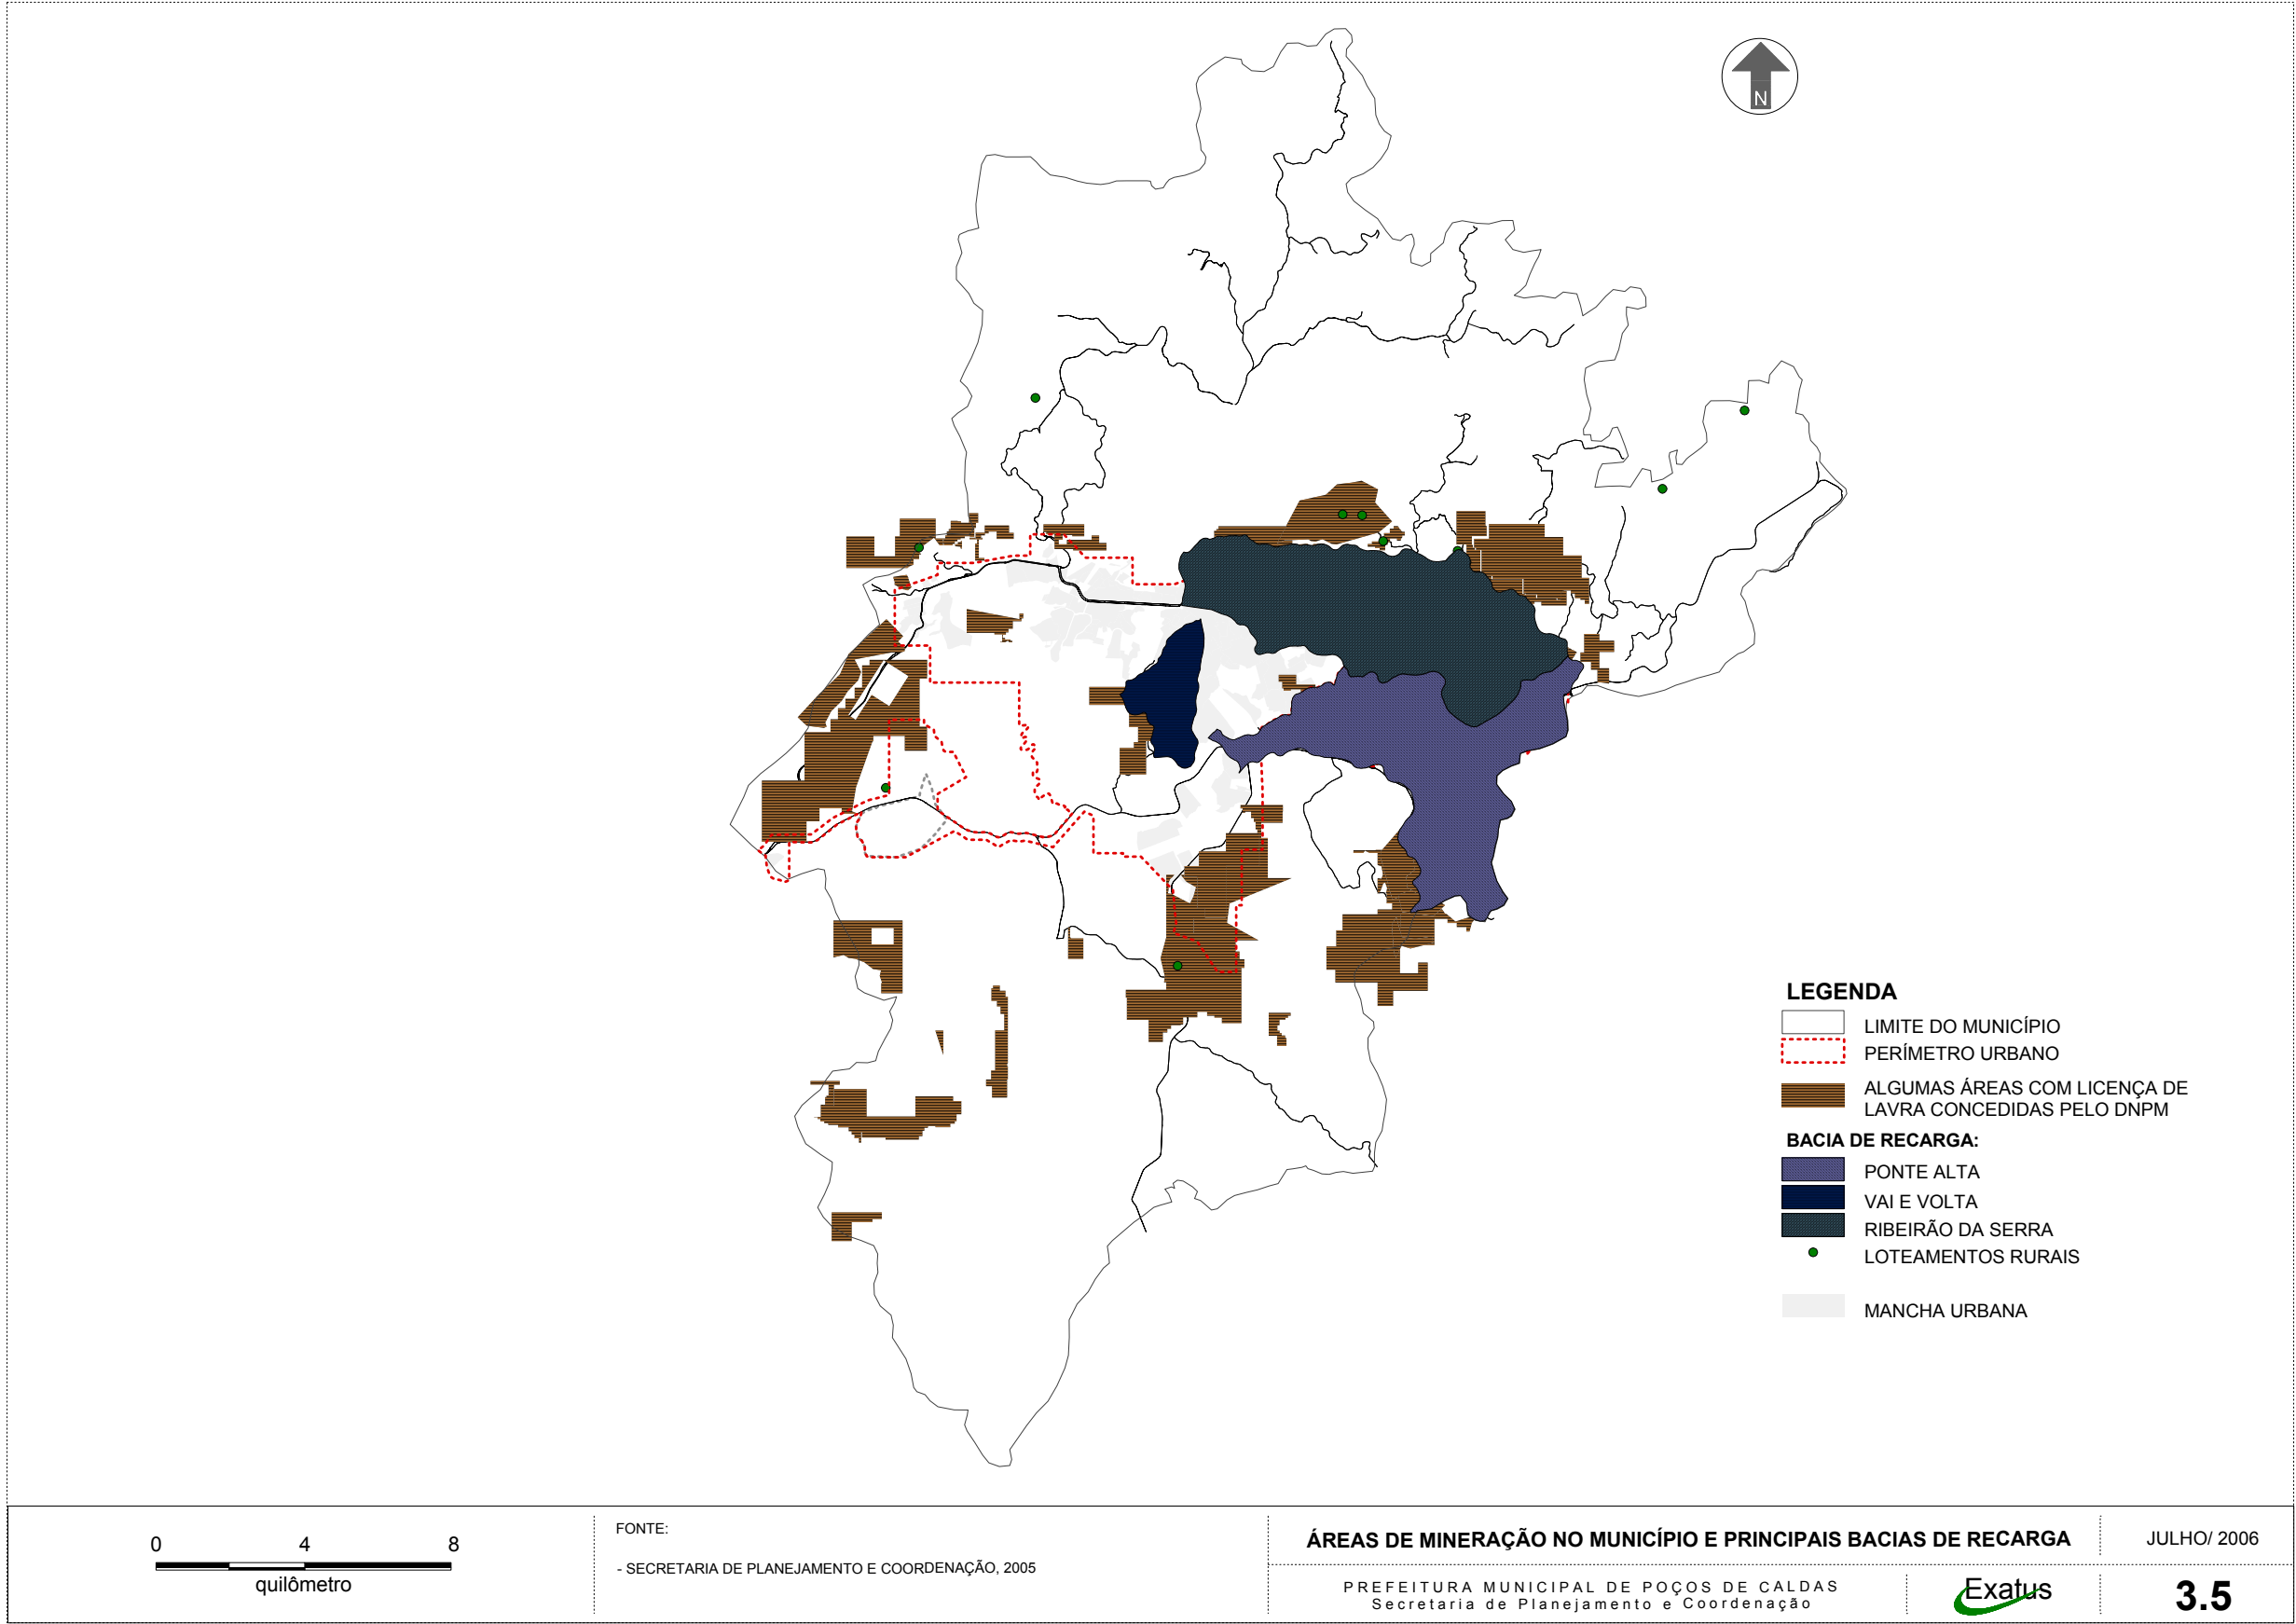 N
LEGENDA
LIMITE DO MUNICÍPIO
PERÍMETRO URBANO
ALGUMAS ÁREAS COM LICENÇA DE
LAVRA CONCEDIDAS PELO DNPM
BACIA DE RECARGA:
PONTE ALTA
VAI E VOLTA
RIBEIRÃO DA SERRA
LOTEAMENTOS RURAIS
MANCHA URBANA
0 4 8
quilômetro
FONTE:
- SECRETARIA DE PLANEJAMENTO E COORDENAÇÃO, 2005
ÁREAS DE MINERAÇÃO NO MUNICÍPIO E PRINCIPAIS BACIAS DE RECARGA
JULHO/ 2006
PREFEITURA MUNICIPAL DE POÇOS DE CALDAS
Secretaria de Planejamento e Coordenação
Exatus
3.5